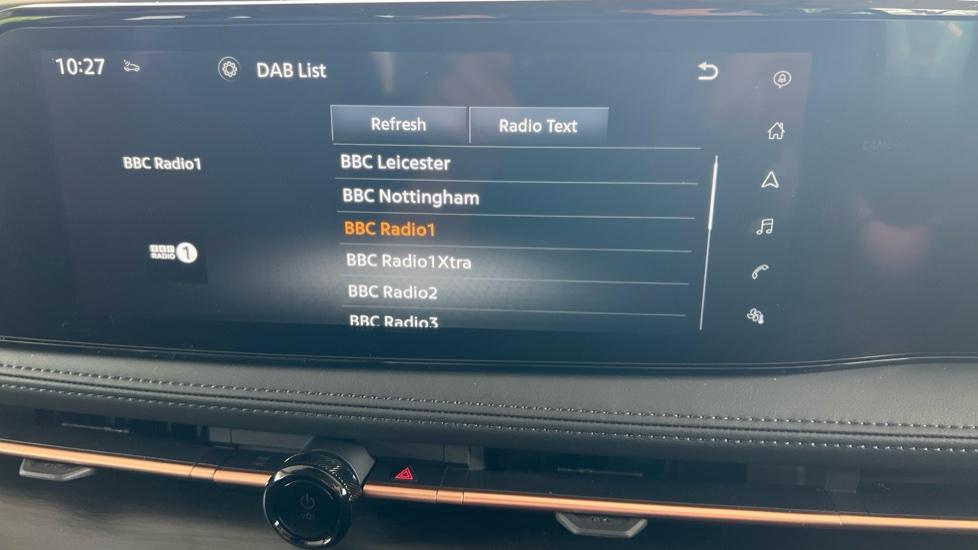 10:27 DAB List
Refresh Radio Text
BBC Radio1
BBC Leicester
BBC Nottingham
BBC Radio1
BBC Radio1Xtra
BBC Radio2
BBC Radio3
BBC
RADIO 1
VOL